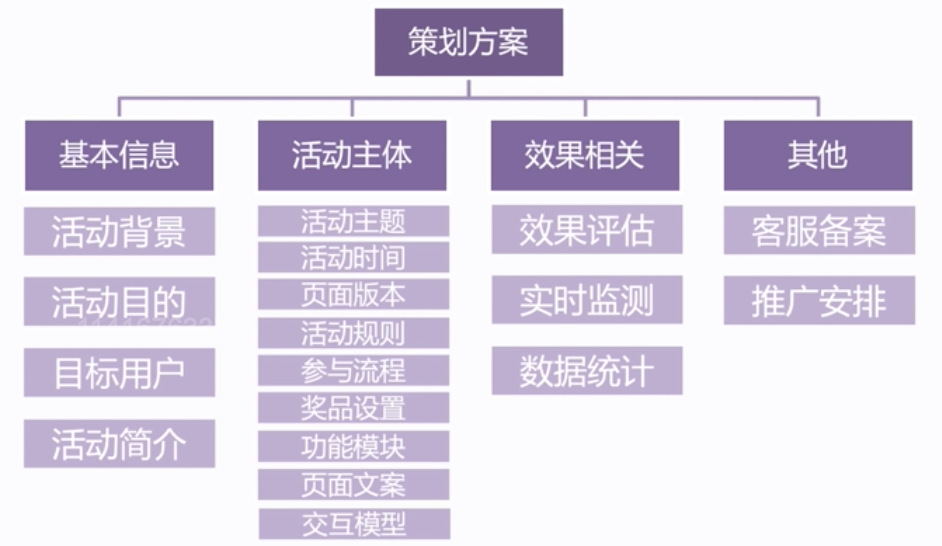 策划方案
基本信息
活动背景
活动目的
目标用户
活动简介
活动主体
活动主题
活动时间
页面版本
活动规则
参与流程
奖品设置
功能模块
页面文案
交互模型
效果相关
效果评估
实时监测
数据统计
其他
客服备案
推广安排